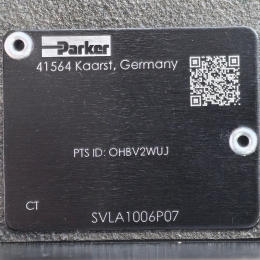 Parker
41564 Kaarst, Germany
PTS ID: OHBV2WUJ
CT
SVLA1006P07